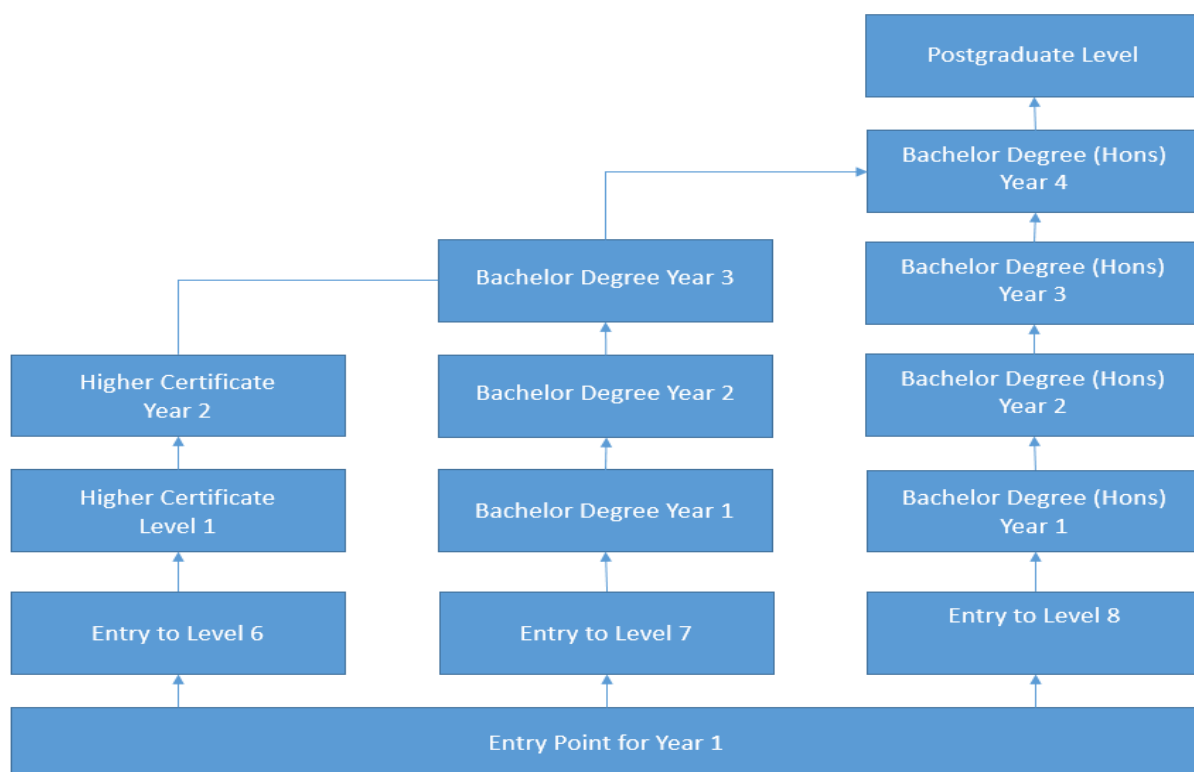 Postgraduate Level
Bachelor Degree (Hons)
Year 4
Bachelor Degree Year 3
Bachelor Degree (Hons)
Year 3
Higher Certificate
Year 2
Bachelor Degree Year 2
Bachelor Degree (Hons)
Year 2
Higher Certificate
Level 1
Bachelor Degree Year 1
Bachelor Degree (Hons)
Year 1
Entry to Level 6
Entry to Level 7
Entry to Level 8
Entry Point for Year 1